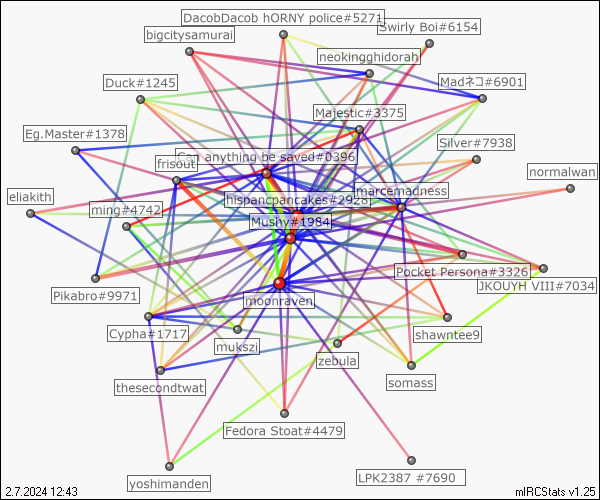 DacobDacob hORNY police#5271
Swirly Boi#6154
bigcitysamurai
neokingghidorah
Duck#1245
Madネコ#6901
Majestic#3375
Eg.Master#1378
Silver#7938
Can anything be saved#0396
frisout
normalwan
marcemadness
eliakith
hispancpancakes#2928
ming#4742
Mushy#1984
Pocket Persona#3326
JKOUYH VIII#7034
Pikabro#9971
moonraven
Cypha#1717
shawntee9
mukszi
zebula
thesecondtwat
somass
Fedora Stoat#4479
LPK2387 #7690
yoshimanden
2.7.2024 12:43
mIRCStats v1.25